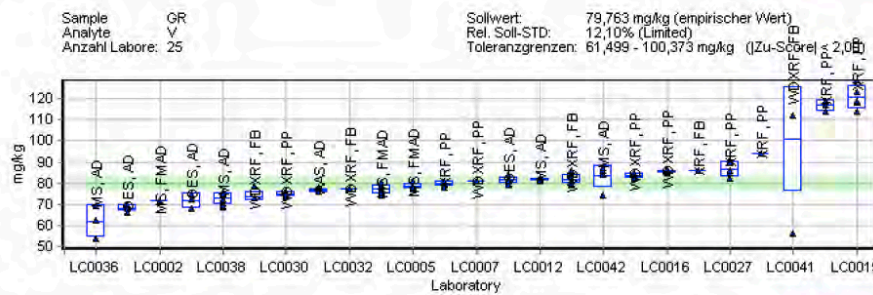 Sample GR
Analyte V
Anzahl Labore: 25
Sollwert: 79,763 mg/kg (empirischer Wert)
Rel. Soll-STD: 12,10% (Limited)
Toleranzgrenzen: 61,499 - 100,373 mg/kg (|Zu-Score| < 2,0
mg/kg
120
110
100
90
80
70
60
50
MS, AD
OES, AD
MS, FMAD
OES, AD
MS, AD
WDXRF, FB
WDXRF, PP
AS, AD
WDXRF, FB
FMAD
MS, FMAD
XRF, PP
WDXRF, PP
OES, AD
MS, AD
FB
MS, AD
WDXRF, PP
WDXRF, PP
XRF, FB
OES, AD
XRF, PP
WDXRF, FB
XRF, PP
XRF, PP
LC0036 LC0002 LC0038 LC0030 LC0032 LC0005 LC0007 LC0012 LC0042 LC0016 LC0027 LC0041 LC0019
Laboratory